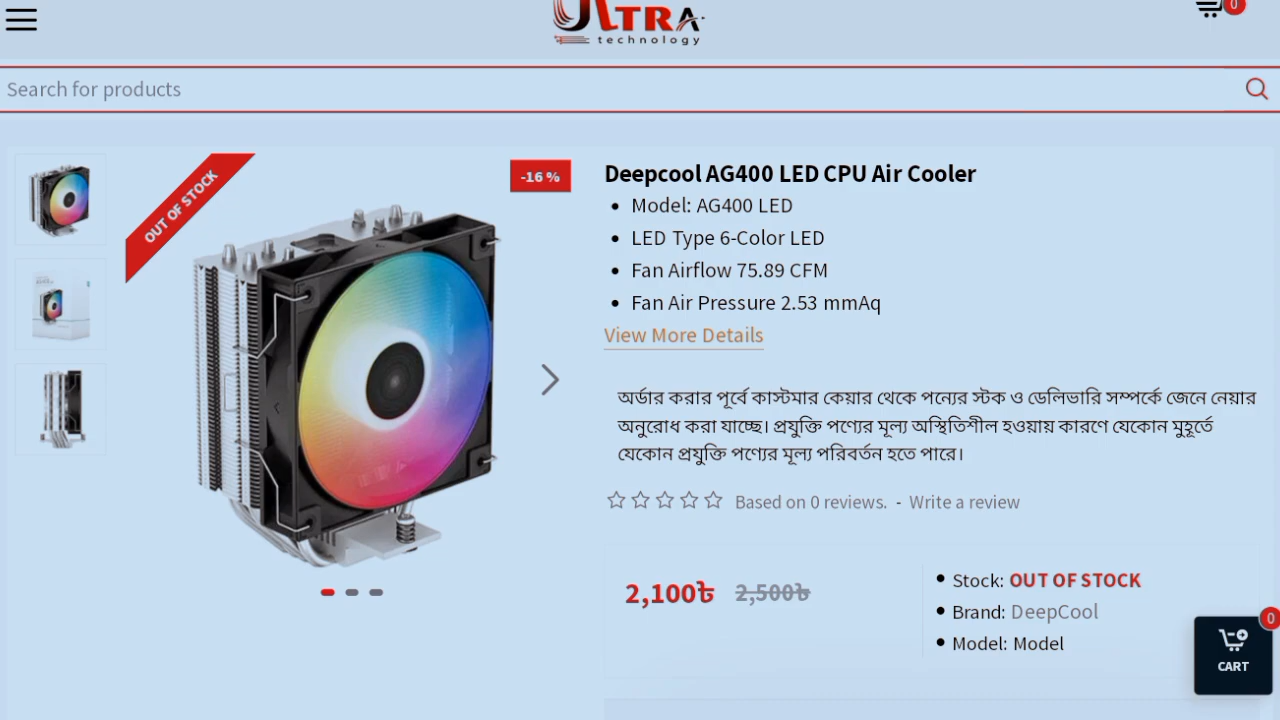 ULTRA
technology
0
Search for products
OUT OF STOCK
-16 %
Deepcool AG400 LED CPU Air Cooler
Model: AG400 LED
LED Type 6-Color LED
Fan Airflow 75.89 CFM
Fan Air Pressure 2.53 mmAq
View More Details
অর্ডার করার পূর্বে কাস্টমার কেয়ার থেকে পন্যের স্টক ও ডেলিভারি সম্পর্কে জেনে নেয়ার
অনুরোধ করা যাচ্ছে। প্রযুক্তি পণ্যের মূল্য অস্থিতিশীল হওয়ায় কারণে যেকোন মুহূর্তে
যেকোন প্রযুক্তি পণ্যের মূল্য পরিবর্তন হতে পারে।
Based on 0 reviews. - Write a review
2,100৳ 2,500৳
Stock: OUT OF STOCK
Brand: DeepCool
Model: Model
0
CART